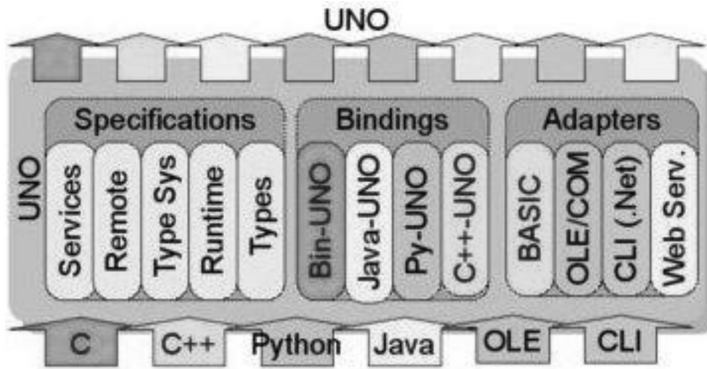 UNO
Specifications Bindings Adapters
UNO
Services
Remote
Type Sys
Runtime
Types
Bin-UNO
Java-UNO
Py-UNO
C++-UNO
BASIC
OLE/COM
CLI (.Net)
Web Serv.
C C++ Python Java OLE CLI